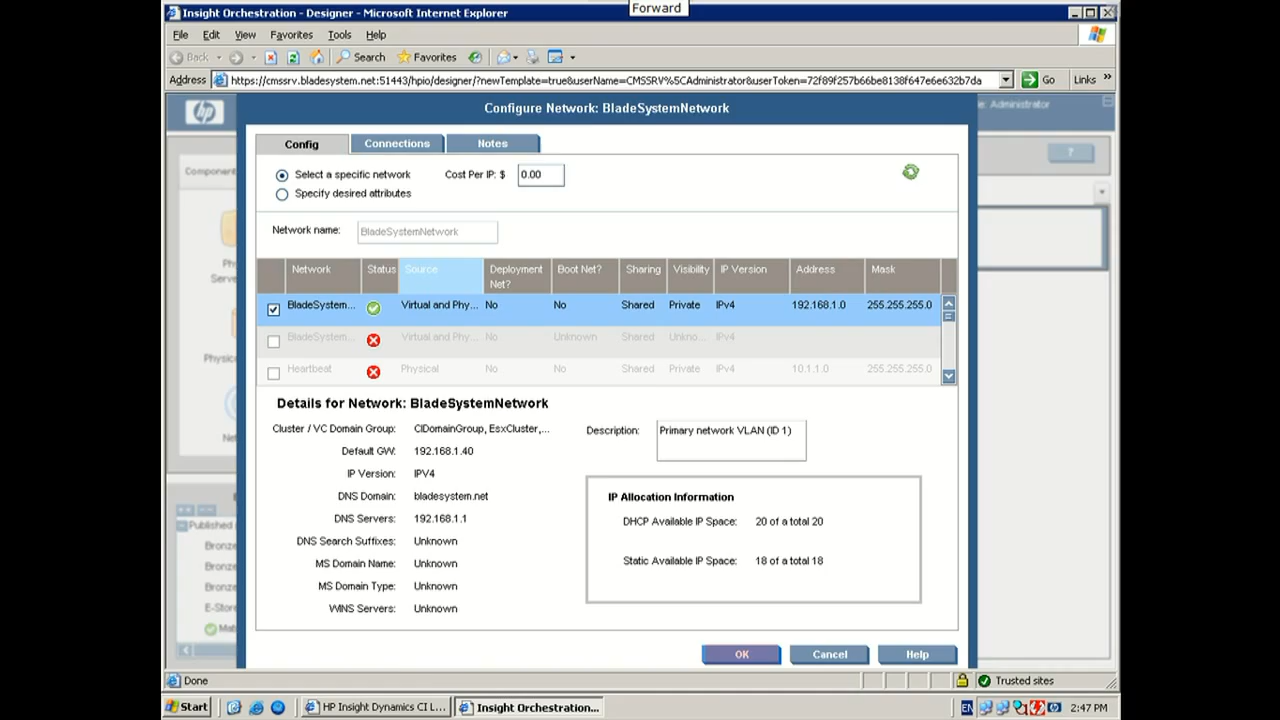 Forward
Insight Orchestration - Designer - Microsoft Internet Explorer
File Edit View Favorites Tools Help
Back Search Favorites
Address https://cmssrv.bladesystem.net:51443/hpio/designer/?newTemplate=true&userName=CMSSRV%5CAdministrator&userToken=72f89f257b66be8138f647e6e632b7da Go Links »
hp Configure Network: BladeSystemNetwork e: Administrator
Config Connections Notes ?
Component
Select a specific network Cost Per IP: $ 0.00
Specify desired attributes
Network name: BladeSystemNetwork
Network Status Source Deployment Net? Boot Net? Sharing Visibility IP Version Address Mask
BladeSystem... Virtual and Phy... No No Shared Private IPv4 192.168.1.0 255.255.255.0
BladeSystem... Virtual and Phy... No Unknown Shared Unkno... IPv4
Heartbeat Physical No No Shared Private IPv4 10.1.1.0 255.255.255.0
Details for Network: BladeSystemNetwork
Cluster / VC Domain Group: CIDomainGroup, EsxCluster,...
Default GW: 192.168.1.40
IP Version: IPV4
DNS Domain: bladesystem.net
DNS Servers: 192.168.1.1
DNS Search Suffixes: Unknown
MS Domain Name: Unknown
MS Domain Type: Unknown
WINS Servers: Unknown
Description: Primary network VLAN (ID 1)
IP Allocation Information
DHCP Available IP Space: 20 of a total 20
Static Available IP Space: 18 of a total 18
Published
Bronze
Bronze
Bronze
E-Store
OK Cancel Help
Done Trusted sites
Start HP Insight Dynamics CI L... Insight Orchestration... EN 2:47 PM